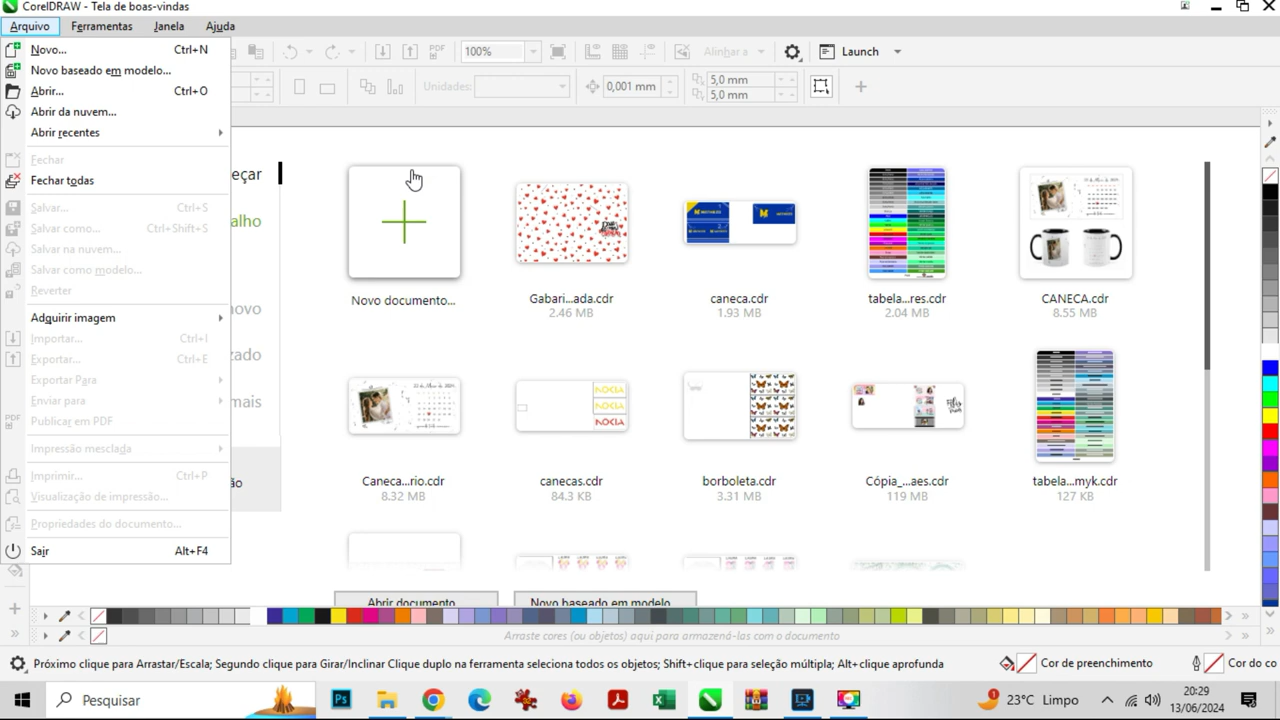 CorelDRAW - Tela de boas-vindas
Arquivo Ferramentas Janela Ajuda
Novo... Ctrl+N
Novo baseado em modelo...
Abrir... Ctrl+O
Abrir da nuvem...
Abrir recentes
Fechar
Fechar todas
Salvar... Ctrl+S
Salvar como... Ctrl+Shift+S
Salvar na nuvem...
Salvar como modelo...
Reverter
Adquirir imagem
Importar... Ctrl+I
Exportar... Ctrl+E
Exportar Para
Enviar para
Publicar em PDF
Impressão mesclada
Imprimir... Ctrl+P
Visualização de impressão...
Propriedades do documento...
Sair Alt+F4
PDF 100% Alinhar a Launch
Unidades: 0,001 mm 5,0 mm
5,0 mm
eçar
alho
novo
zado
mais
ão
Novo documento...
Gabari...ada.cdr
2.46 MB
caneca.cdr
1.93 MB
tabela...res.cdr
2.04 MB
CANECA.cdr
8.55 MB
NOKIA
NOKIA
NOKIA
Caneca...rio.cdr
8.32 MB
canecas.cdr
84.3 KB
borboleta.cdr
3.31 MB
Cópia_...aes.cdr
119 MB
tabela...myk.cdr
127 KB
Abrir documento
Novo baseado em modelo
Arraste cores (ou objetos) aqui para armazená-las com o documento
Próximo clique para Arrastar/Escala; Segundo clique para Girar/Inclinar Clique duplo na ferramenta seleciona todos os objetos; Shift+clique para seleção múltipla; Alt+clique aprofunda
Cor de preenchimento
Cor do co
Pesquisar
Ps
23°C Limpo
20:29
13/06/2024